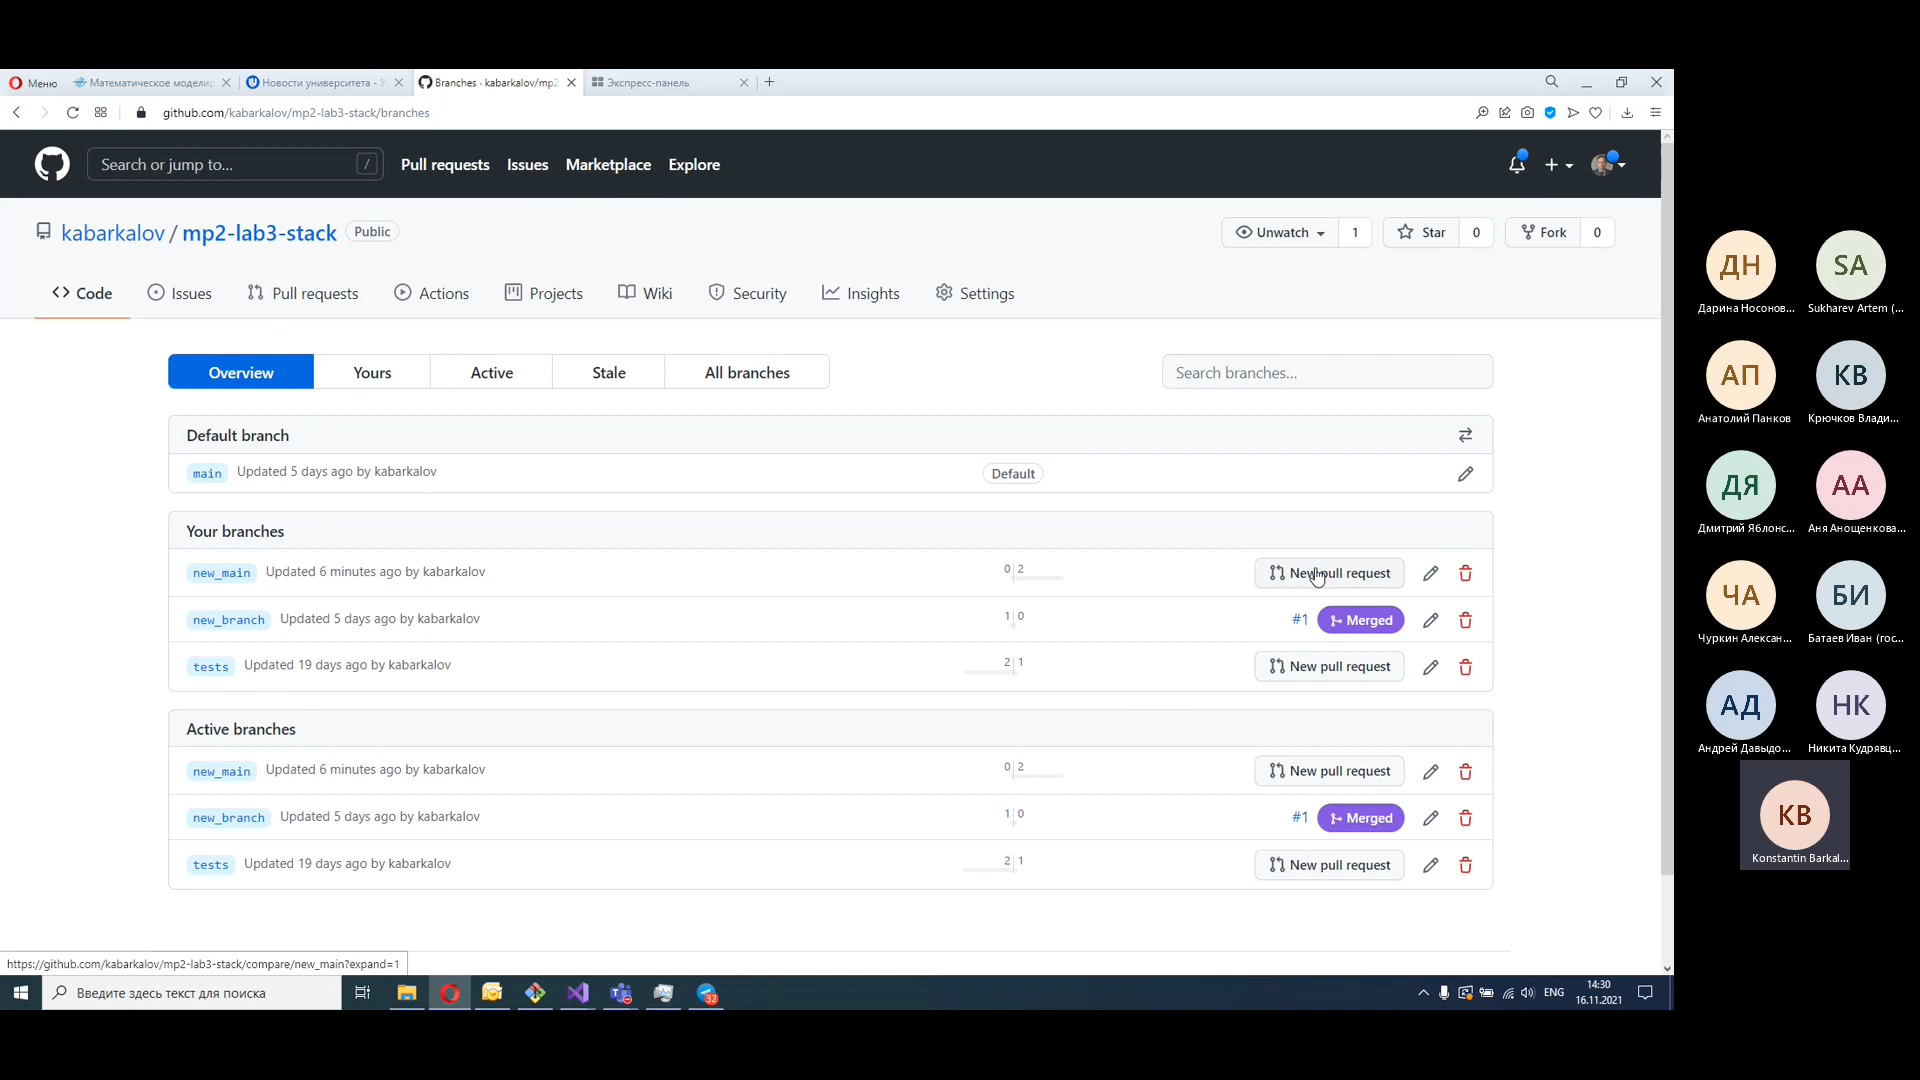 Меню
Математическое моделир
Новости университета - У
Branches · kabarkalov/mp2
Экспресс-панель
github.com/kabarkalov/mp2-lab3-stack/branches
Search or jump to...
/
Pull requests
Issues
Marketplace
Explore
kabarkalov / mp2-lab3-stack
Public
Unwatch
1
Star
0
Fork
0
Code
Issues
Pull requests
Actions
Projects
Wiki
Security
Insights
Settings
Overview
Yours
Active
Stale
All branches
Search branches...
Default branch
main Updated 5 days ago by kabarkalov Default
Your branches
new_main Updated 6 minutes ago by kabarkalov 0|2 New pull request
new_branch Updated 5 days ago by kabarkalov 1|0 #1 Merged
tests Updated 19 days ago by kabarkalov 2|1 New pull request
Active branches
new_main Updated 6 minutes ago by kabarkalov 0|2 New pull request
new_branch Updated 5 days ago by kabarkalov 1|0 #1 Merged
tests Updated 19 days ago by kabarkalov 2|1 New pull request
https://github.com/kabarkalov/mp2-lab3-stack/compare/new_main?expand=1
Введите здесь текст для поиска
32
ENG
14:30
16.11.2021
ДН
Дарина Носонов...
SA
Sukharev Artem (...
АП
Анатолий Панков
КВ
Крючков Влади...
ДЯ
Дмитрий Яблонс...
АА
Аня Анощенкова...
ЧА
Чуркин Алексан...
БИ
Батаев Иван (гос...
АД
Андрей Давыдо...
НК
Никита Кудрявц...
KB
Konstantin Barkal...